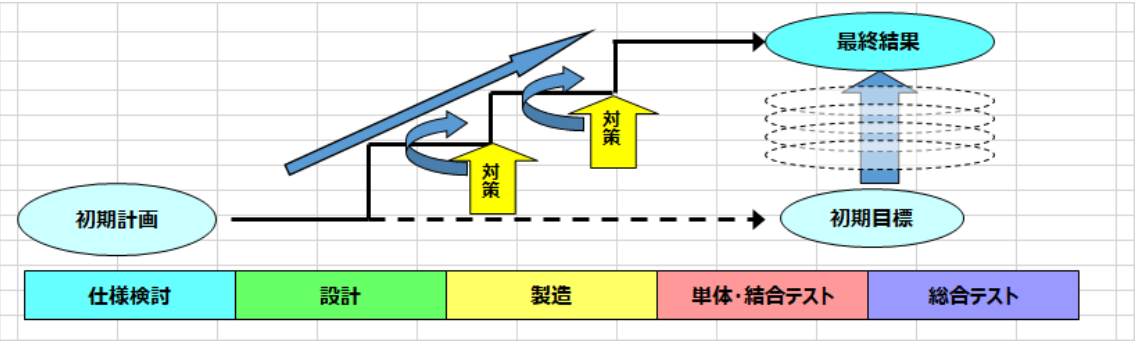 最終結果
対策
対策
初期計画
初期目標
仕様検討
設計
製造
単体・結合テスト
総合テスト